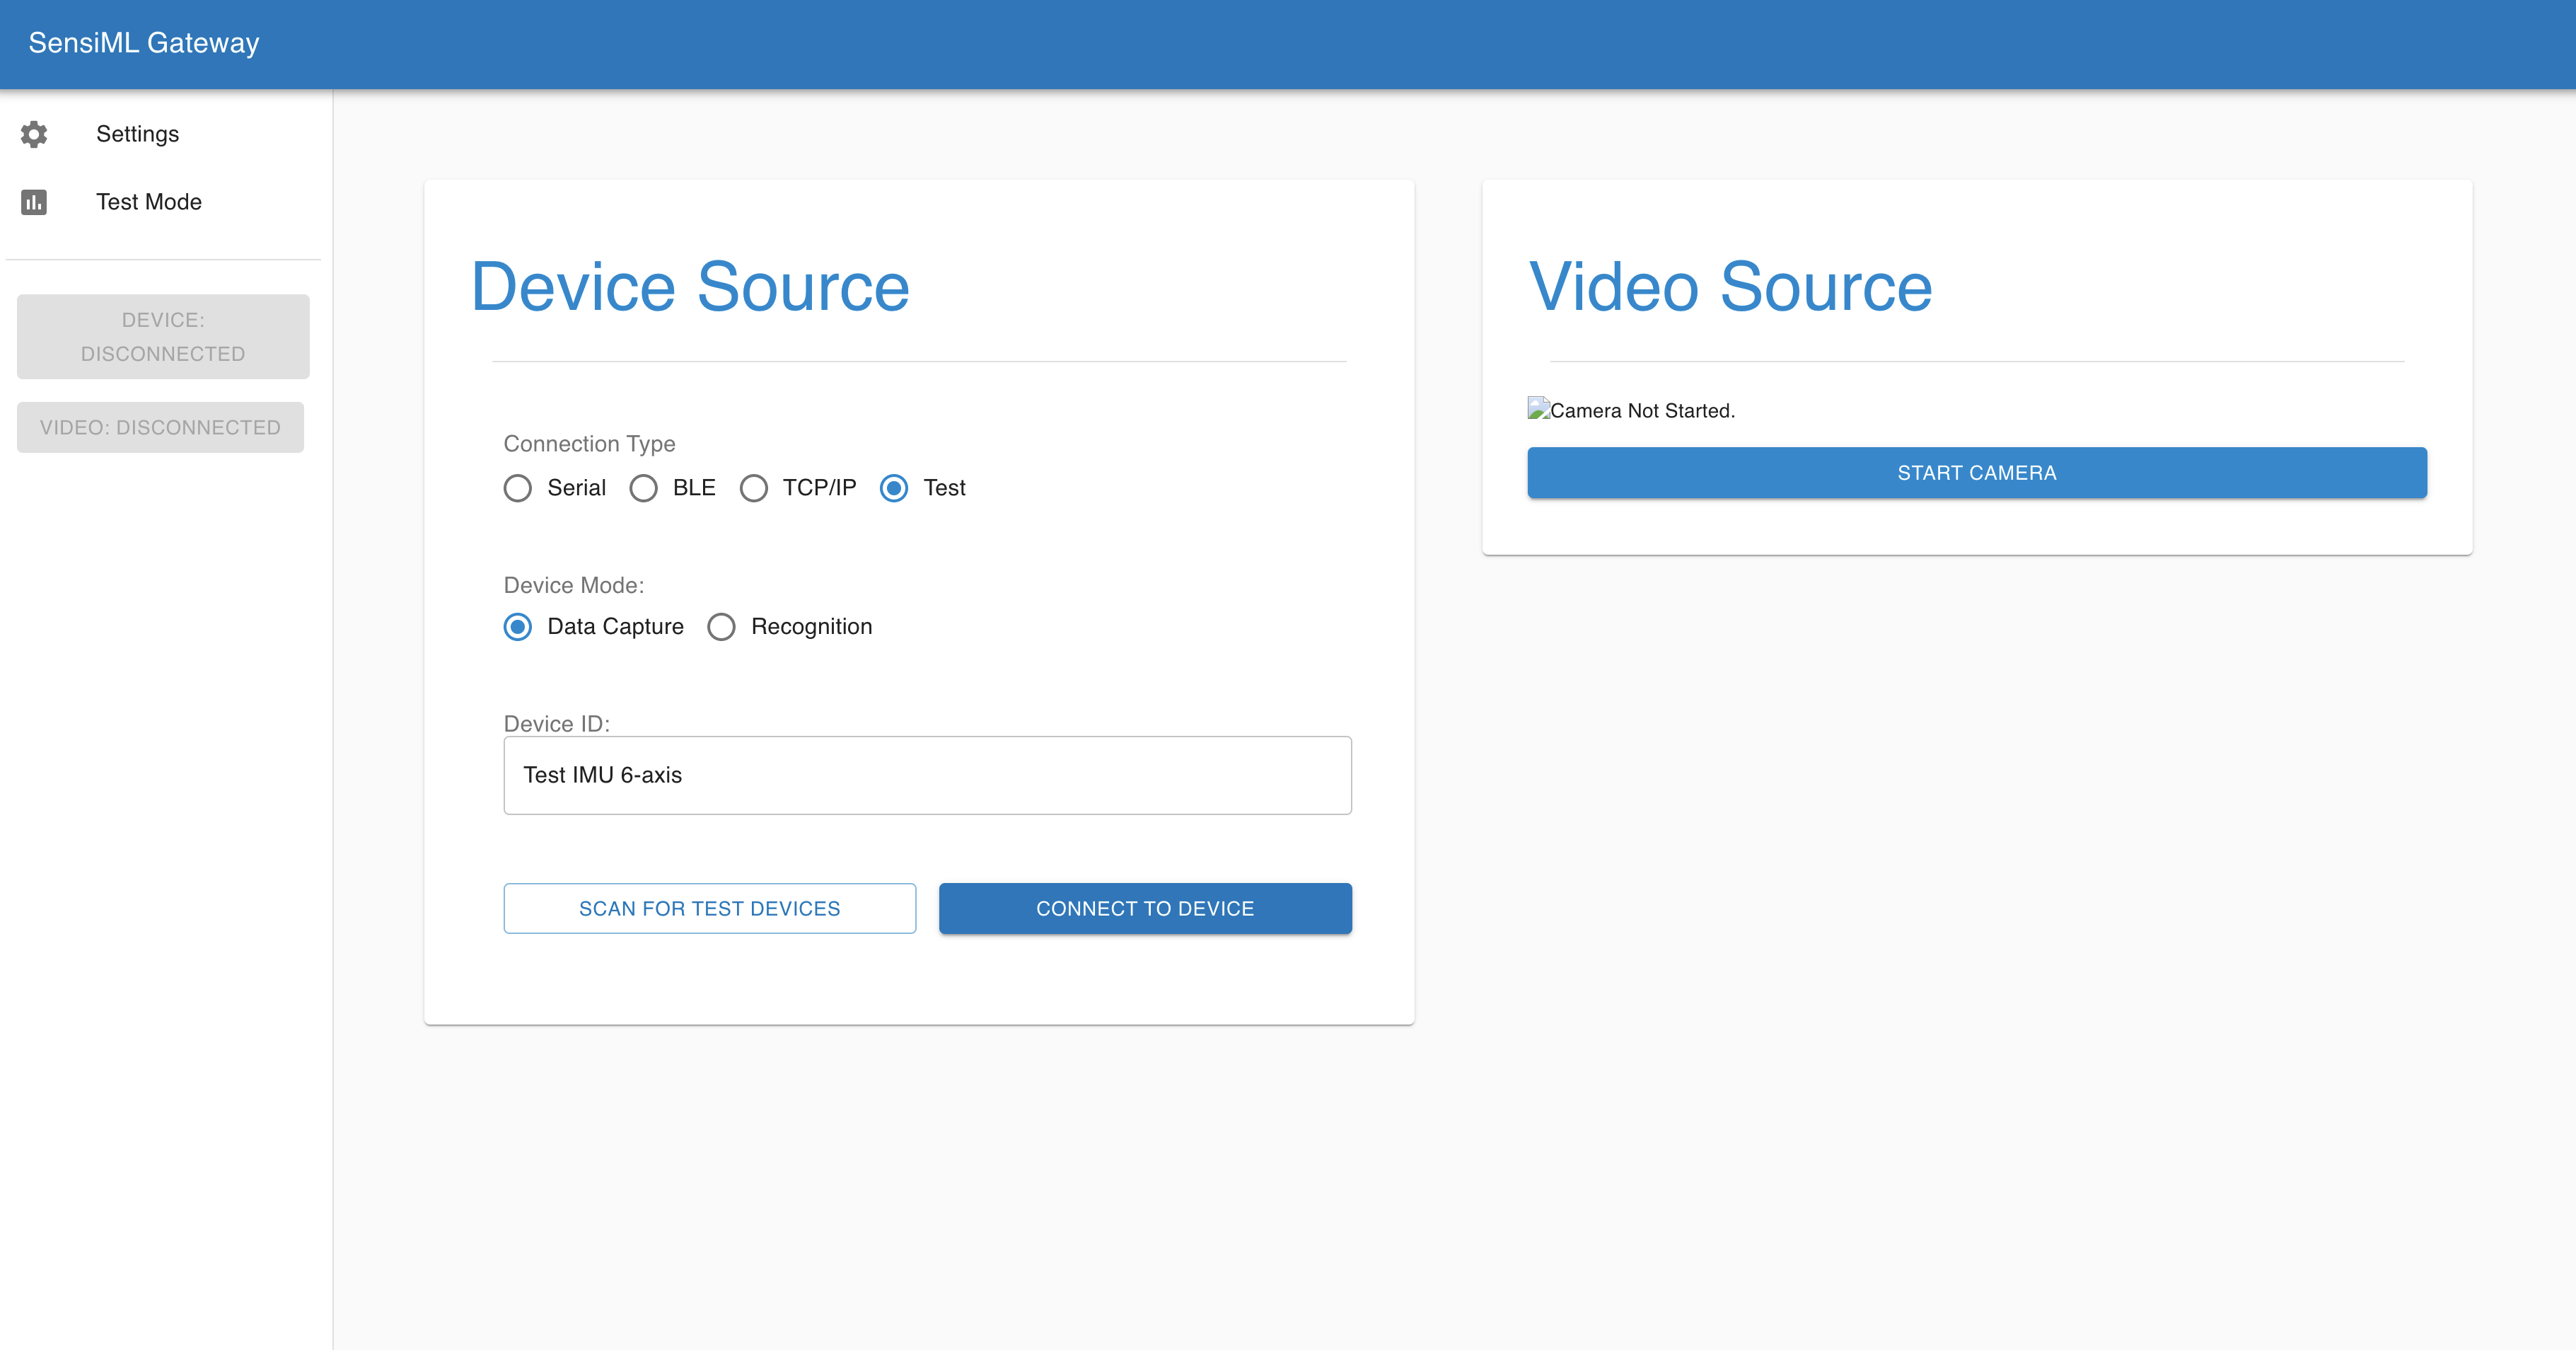 SensiML Gateway
Settings
Test Mode
DEVICE:
DISCONNECTED
VIDEO: DISCONNECTED
Device Source
Connection Type
Serial BLE TCP/IP Test
Device Mode:
Data Capture Recognition
Device ID:
Test IMU 6-axis
SCAN FOR TEST DEVICES CONNECT TO DEVICE
Video Source
Camera Not Started.
START CAMERA